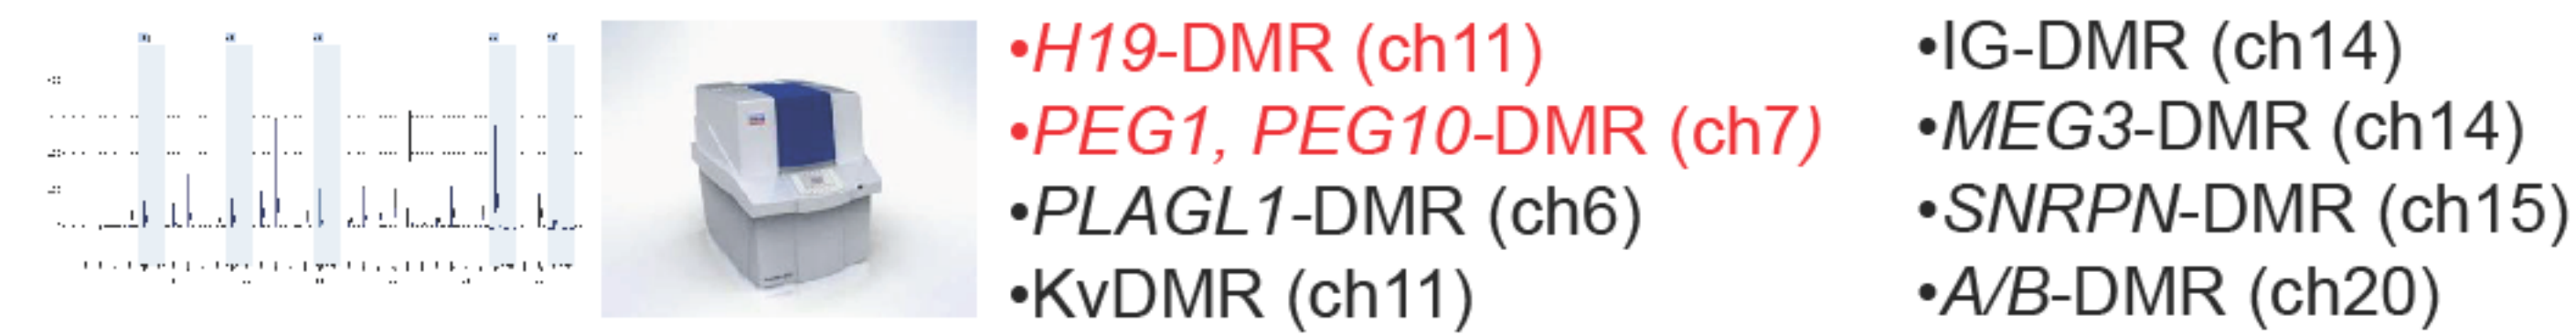 •H19-DMR (ch11)
•PEG1, PEG10-DMR (ch7)
•PLAGL1-DMR (ch6)
•KvDMR (ch11)
•IG-DMR (ch14)
•MEG3-DMR (ch14)
•SNRPN-DMR (ch15)
•A/B-DMR (ch20)